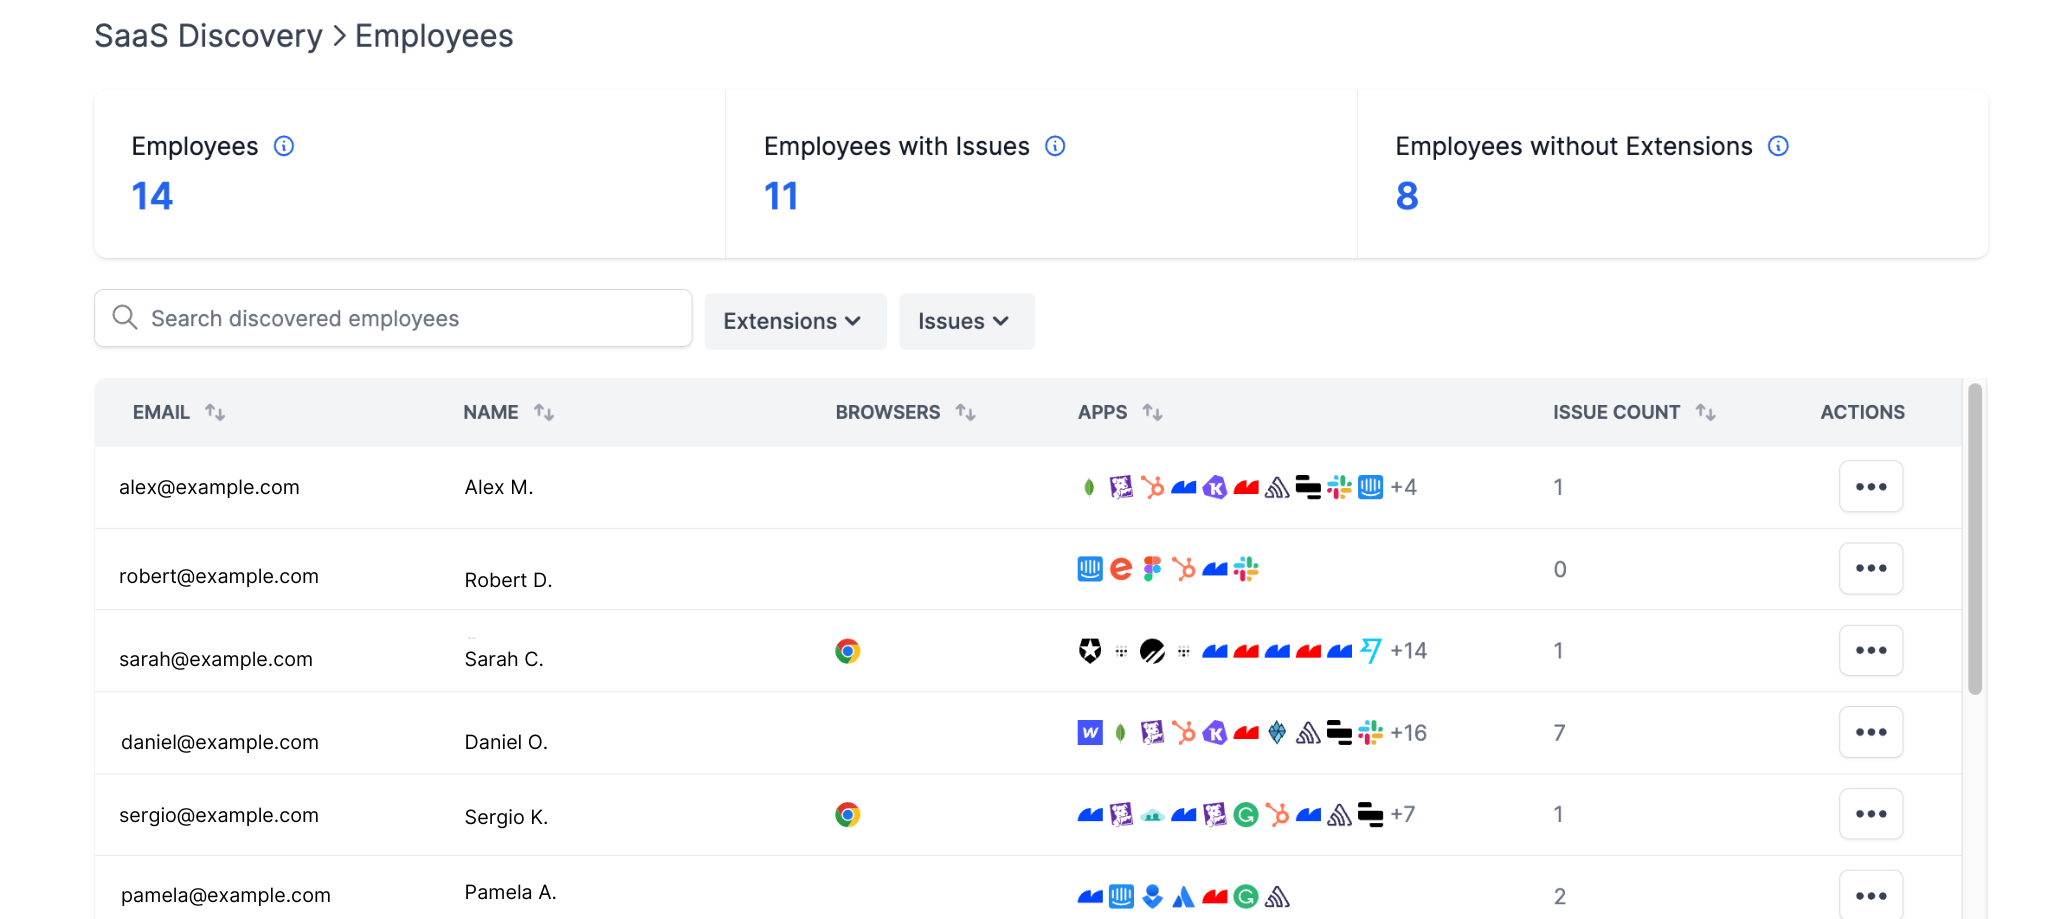 SaaS Discovery > Employees
Employees
14
Employees with Issues
11
Employees without Extensions
8
Search discovered employees
Extensions
Issues
EMAIL NAME BROWSERS APPS ISSUE COUNT ACTIONS
alex@example.com Alex M. +4 1
robert@example.com Robert D. 0
sarah@example.com Sarah C. +14 1
daniel@example.com Daniel O. +16 7
sergio@example.com Sergio K. +7 1
pamela@example.com Pamela A. 2